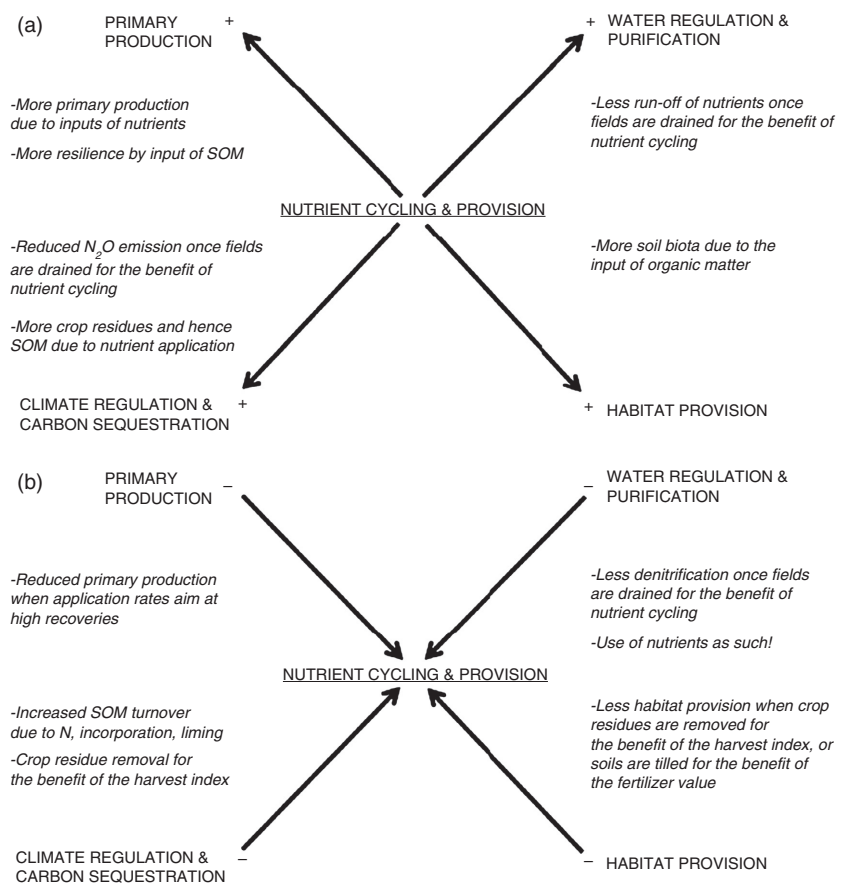 (a)
PRIMARY
PRODUCTION +
+ WATER REGULATION &
PURIFICATION
-More primary production
due to inputs of nutrients
-More resilience by input of SOM
-Less run-off of nutrients once
fields are drained for the benefit of
nutrient cycling
NUTRIENT CYCLING & PROVISION
-Reduced N2O emission once fields
are drained for the benefit of
nutrient cycling
-More crop residues and hence
SOM due to nutrient application
-More soil biota due to the
input of organic matter
CLIMATE REGULATION & +
CARBON SEQUESTRATION
+ HABITAT PROVISION
(b)
PRIMARY
PRODUCTION –
– WATER REGULATION &
PURIFICATION
-Reduced primary production
when application rates aim at
high recoveries
-Less denitrification once fields
are drained for the benefit of
nutrient cycling
-Use of nutrients as such!
NUTRIENT CYCLING & PROVISION
-Increased SOM turnover
due to N, incorporation, liming
-Crop residue removal for
the benefit of the harvest index
-Less habitat provision when crop
residues are removed for
the benefit of the harvest index, or
soils are tilled for the benefit of
the fertilizer value
CLIMATE REGULATION & –
CARBON SEQUESTRATION
– HABITAT PROVISION